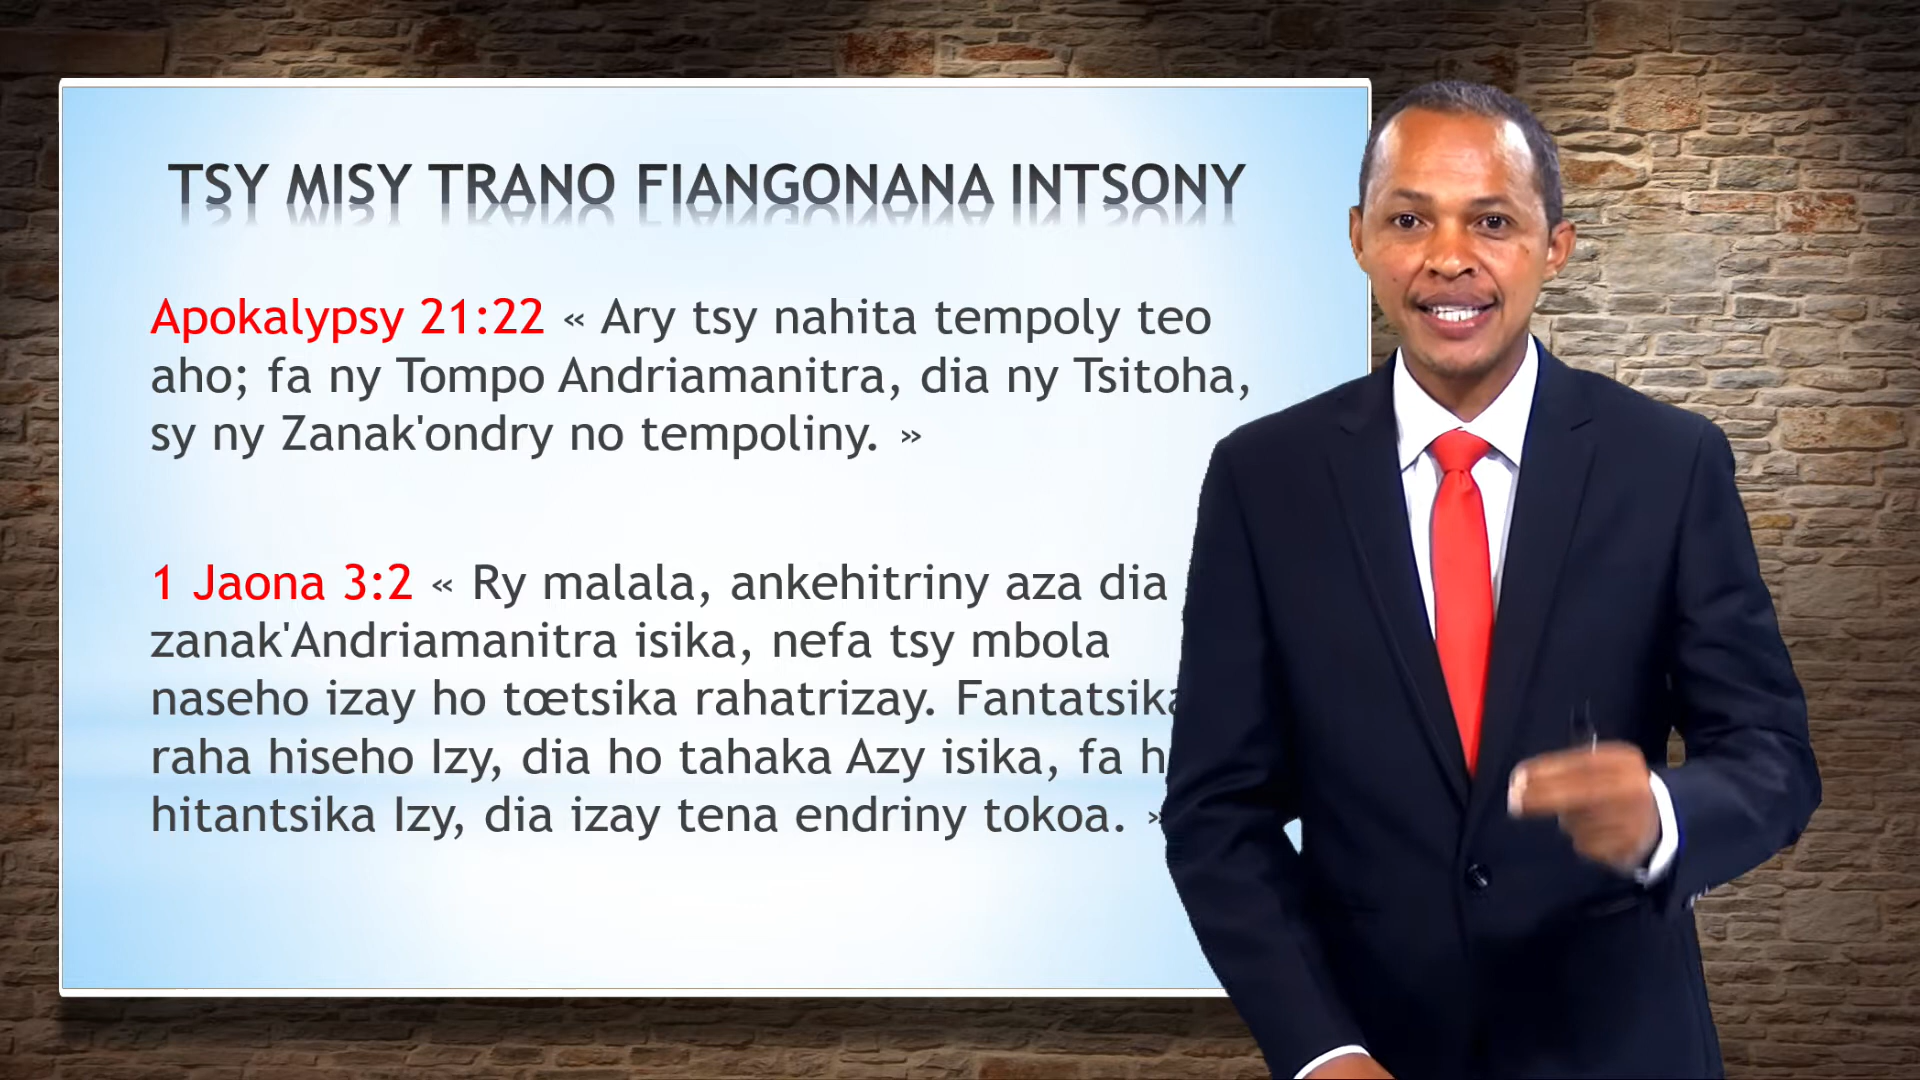 TSY MISY TRANO FIANGONANA INTSONY
Apokalypsy 21:22 « Ary tsy nahita tempoly teo
aho; fa ny Tompo Andriamanitra, dia ny Tsitoha,
sy ny Zanak'ondry no tempoliny. »
1 Jaona 3:2 « Ry malala, ankehitriny aza dia
zanak'Andriamanitra isika, nefa tsy mbola
naseho izay ho tœtsika rahatrizay. Fantatsika
raha hiseho Izy, dia ho tahaka Azy isika, fa
hitantsika Izy, dia izay tena endriny tokoa. »